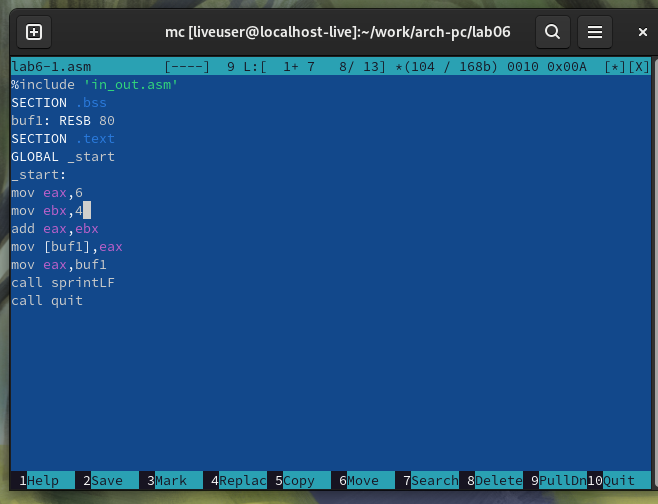 mc [liveuser@localhost-live]:~/work/arch-pc/lab06
lab6-1.asm [----] 9 L:[ 1+ 7 8/ 13] *(104 / 168b) 0010 0x00A [*][X]
%include 'in_out.asm'
SECTION .bss
buf1: RESB 80
SECTION .text
GLOBAL _start
_start:
mov eax,6
mov ebx,4
add eax,ebx
mov [buf1],eax
mov eax,buf1
call sprintLF
call quit
1Help 2Save 3Mark 4Replac 5Copy 6Move 7Search 8Delete 9PullDn 10Quit